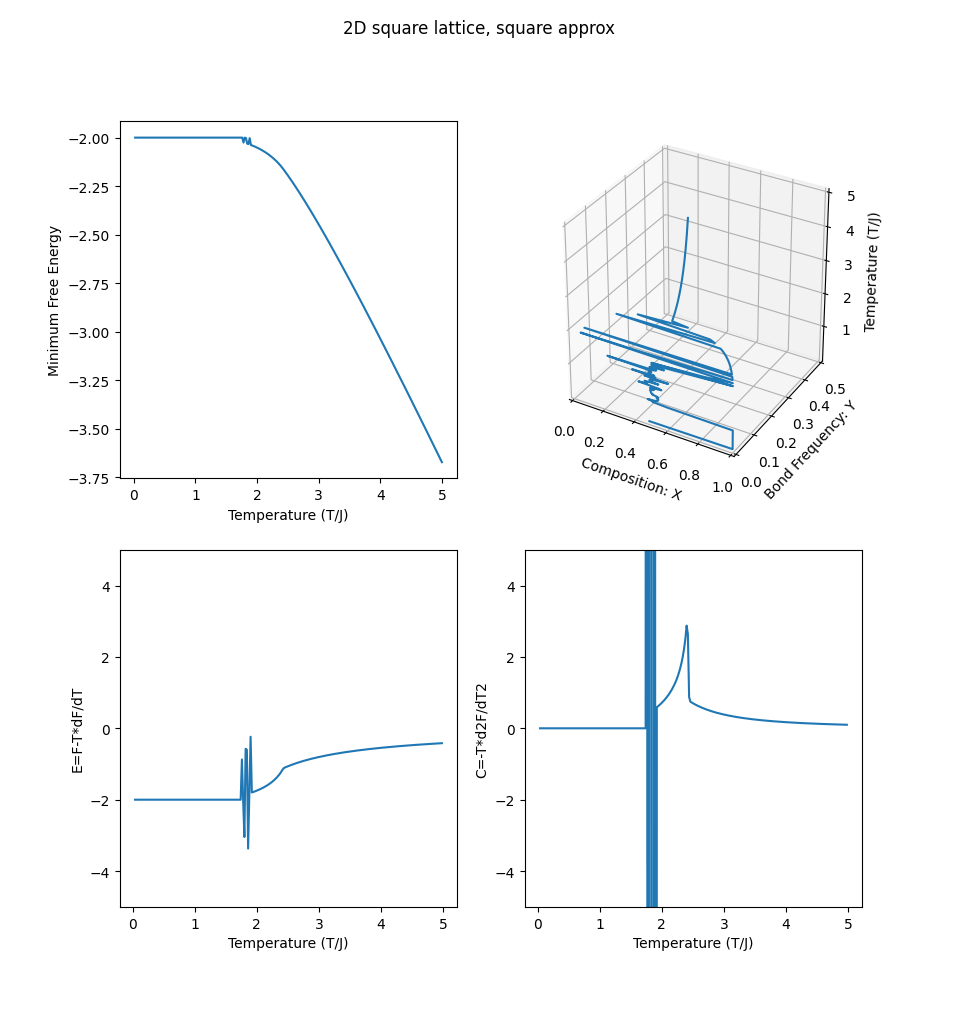 2D square lattice, square approx
−2.00
−2.25
−2.50
−2.75
−3.00
−3.25
−3.50
−3.75
Minimum Free Energy
0 1 2 3 4 5
Temperature (T/J)
5
4
3
2
1
Temperature (T/J)
0.0 0.2 0.4 0.6 0.8 1.0
Composition: X
0.0 0.1 0.2 0.3 0.4 0.5
Bond Frequency: Y
4
2
0
−2
−4
E=F-T*dF/dT
0 1 2 3 4 5
Temperature (T/J)
4
2
0
−2
−4
C=-T*d2F/dT2
0 1 2 3 4 5
Temperature (T/J)